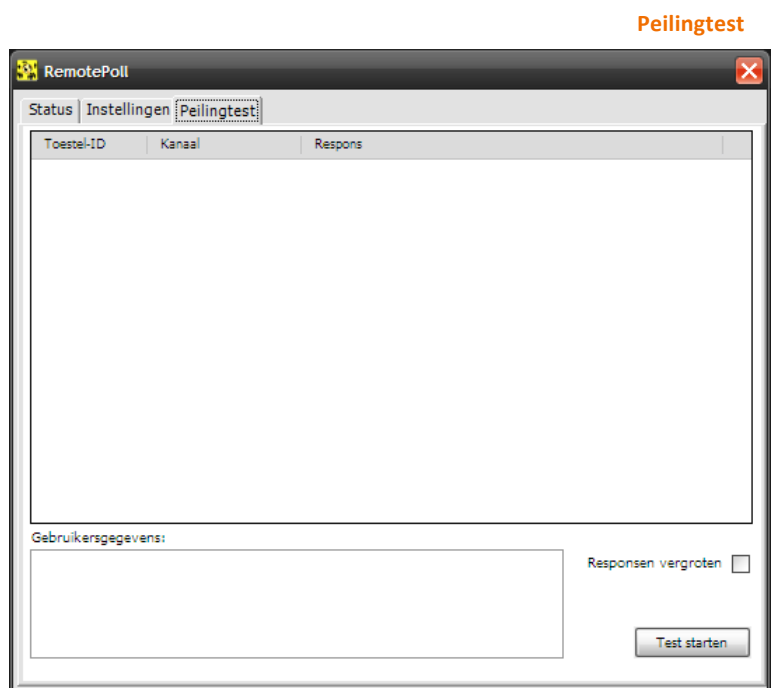 Peilingtest
RemotePoll
Status Instellingen Peilingtest
Toestel-ID Kanaal Respons
Gebruikersgegevens:
Responsen vergroten
Test starten